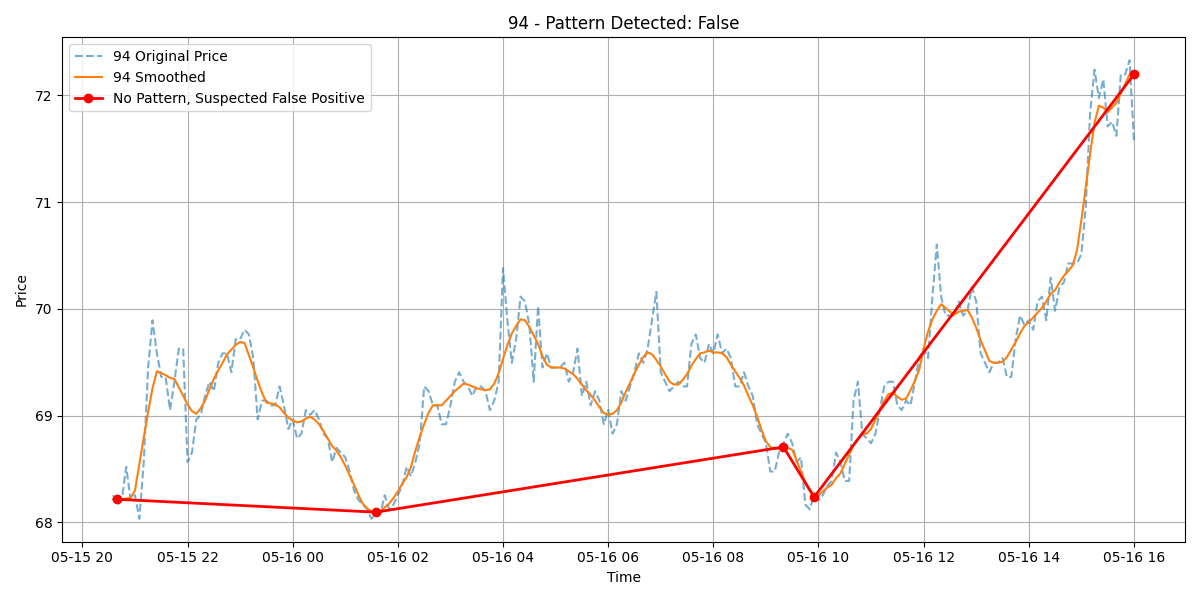 94 - Pattern Detected: False
94 Original Price
94 Smoothed
No Pattern, Suspected False Positive
Price
72
71
70
69
68
05-15 20 05-15 22 05-16 00 05-16 02 05-16 04 05-16 06 05-16 08 05-16 10 05-16 12 05-16 14 05-16 16
Time